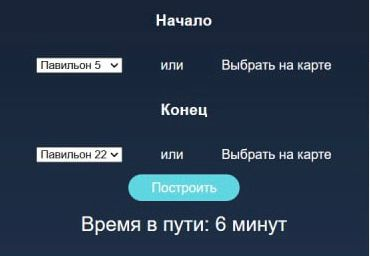 Начало
Павильон 5 или Выбрать на карте
Конец
Павильон 22 или Выбрать на карте
Построить
Время в пути: 6 минут